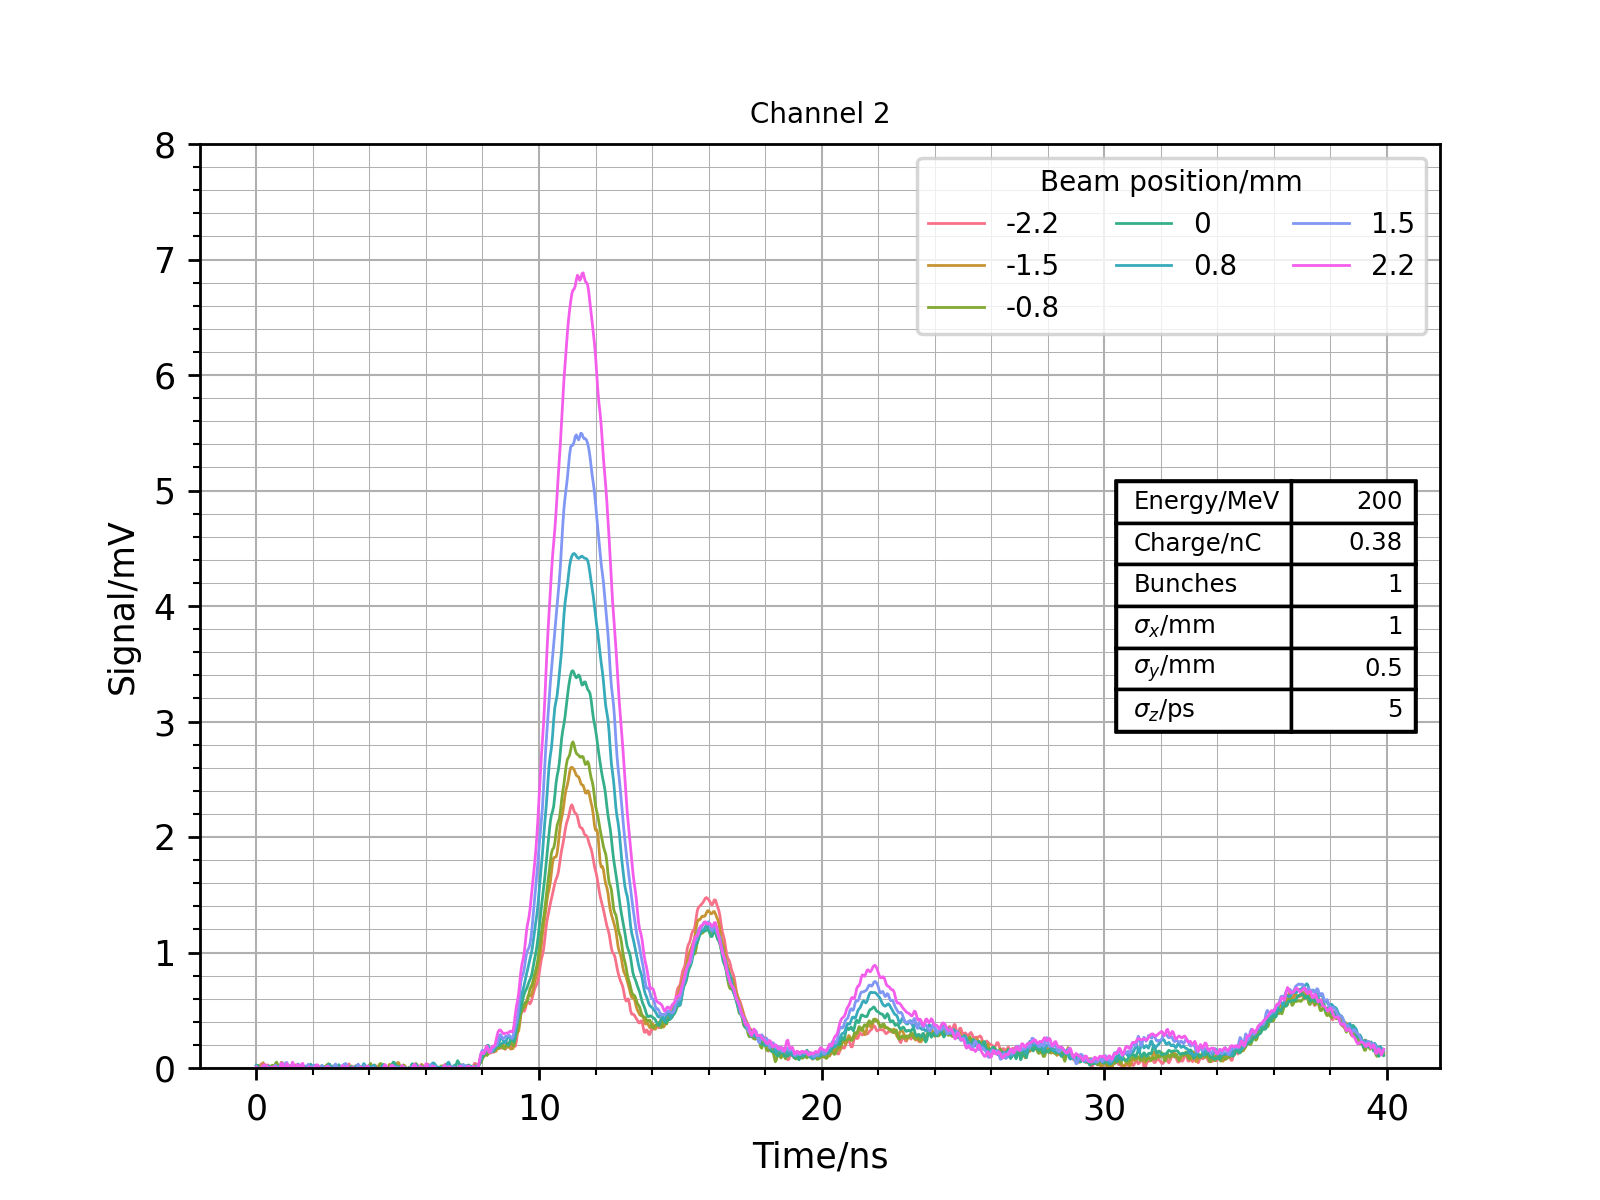 Channel 2
8
7
6
5
4
3
2
1
0
Signal/mV
Beam position/mm
-2.2 0 1.5
-1.5 0.8 2.2
-0.8
Energy/MeV 200
Charge/nC 0.38
Bunches 1
σx/mm 1
σy/mm 0.5
σz/ps 5
0 10 20 30 40
Time/ns